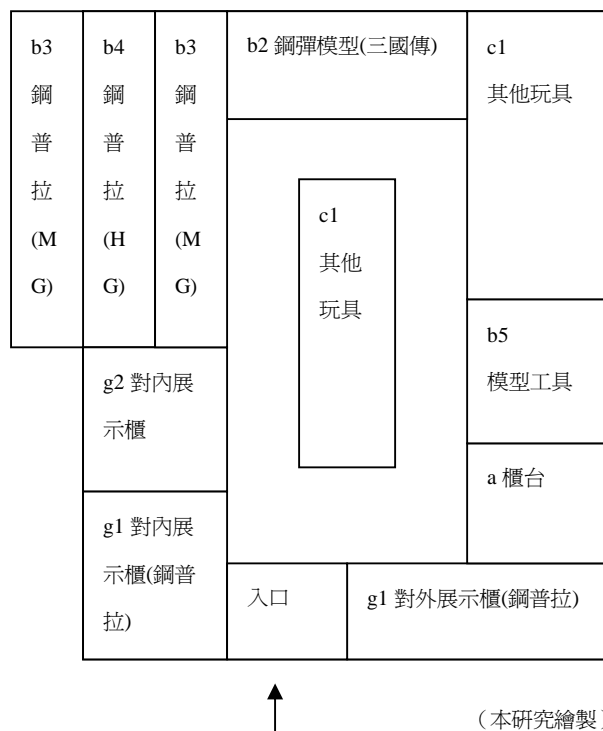 b3
鋼
普
拉
(M
G)
b4
鋼
普
拉
(H
G)
b3
鋼
普
拉
(M
G)
b2 鋼彈模型(三國傳)
c1
其他玩具
c1
其他
玩具
b5
模型工具
g2 對內展
示櫃
a 櫃台
g1 對內展
示櫃(鋼普
拉)
入口
g1 對外展示櫃(鋼普拉)
（本研究繪製）